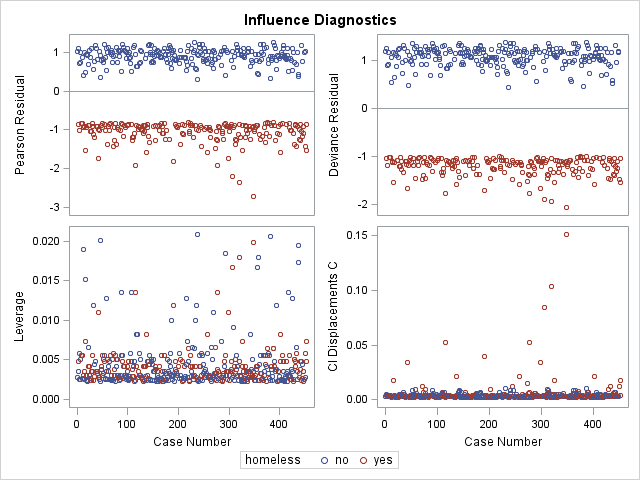 Influence Diagnostics
Pearson Residual
1
0
-1
-2
-3
Deviance Residual
1
0
-1
-2
Leverage
0.020
0.015
0.010
0.005
0.000
0 100 200 300 400
Case Number
CI Displacements C
0.15
0.10
0.05
0.00
0 100 200 300 400
Case Number
homeless no yes